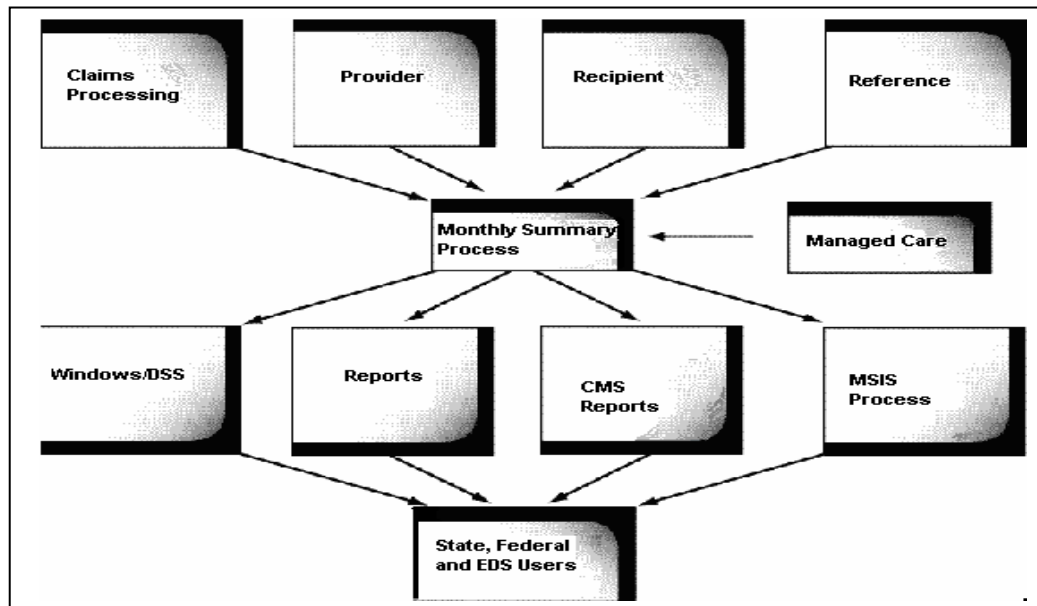 Claims
Processing
Provider
Recipient
Reference
Monthly Summary
Process
Managed Care
Windows/DSS
Reports
CMS
Reports
MSIS
Process
State, Federal
and EDS Users